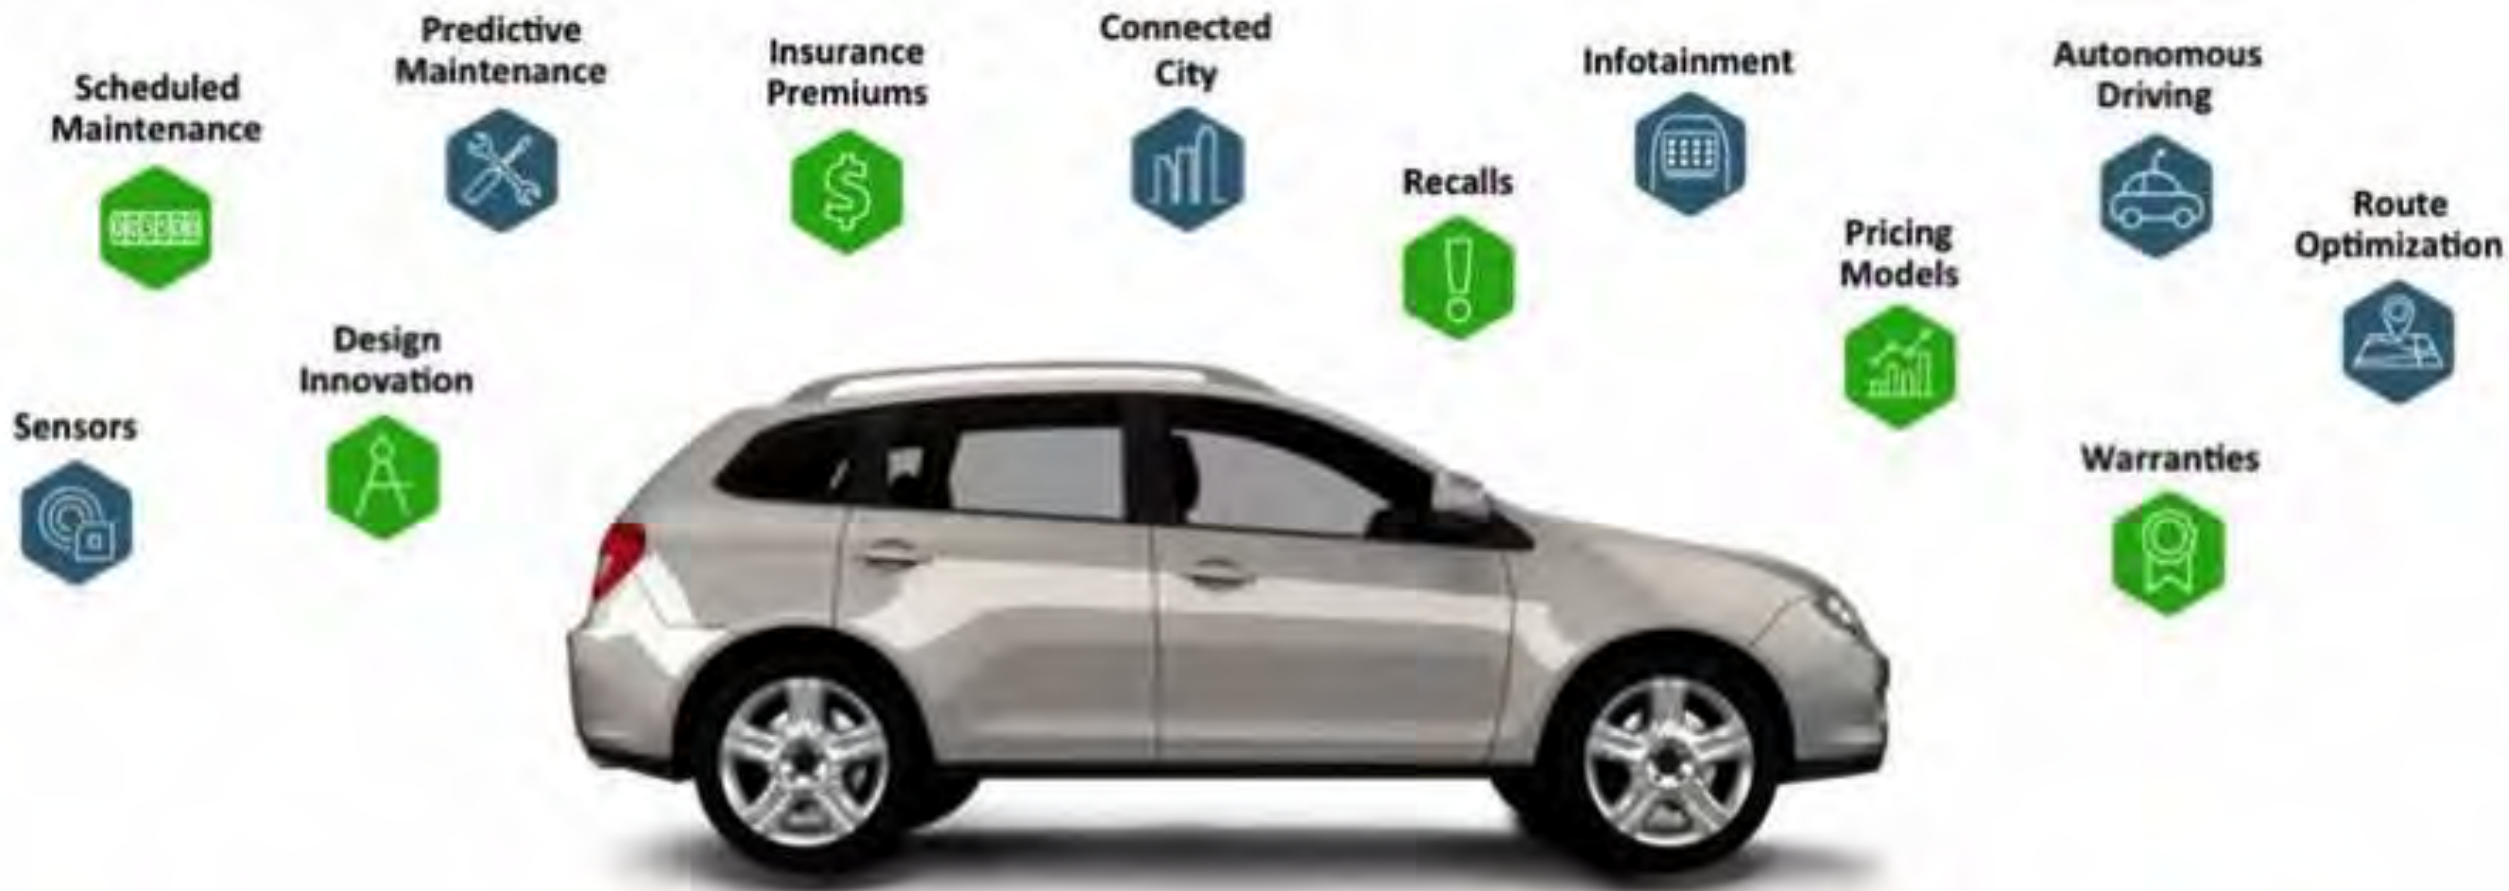 Scheduled
Maintenance
Predictive
Maintenance
Insurance
Premiums
Connected
City
Infotainment
Autonomous
Driving
Recalls
Route
Optimization
Pricing
Models
Design
Innovation
Sensors
Warranties